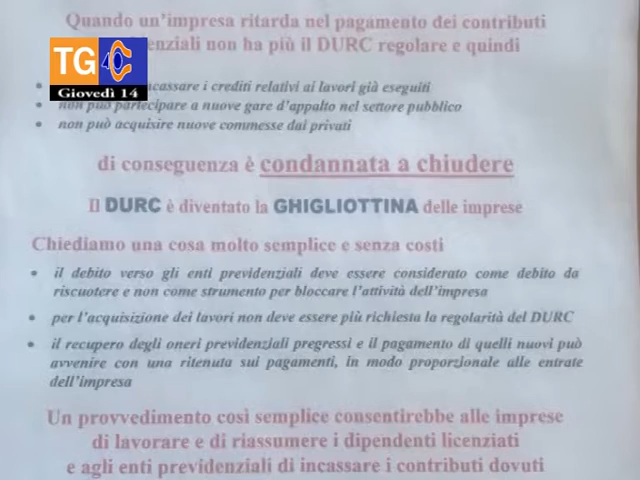 Quando un'impresa ritarda nel pagamento dei contributi
enziali non ha più il DURC regolare e quindi
TG4C
Giovedì 14
• cassare i crediti relativi ai lavori già eseguiti
• non può partecipare a nuove gare d'appalto nel settore pubblico
• non può acquisire nuove commesse dai privati
di conseguenza è condannata a chiudere
Il DURC è diventato la GHIGLIOTTINA delle imprese
Chiediamo una cosa molto semplice e senza costi
• il debito verso gli enti previdenziali deve essere considerato come debito da
riscuotere e non come strumento per bloccare l'attività dell'impresa
• per l'acquisizione dei lavori non deve essere più richiesta la regolarità del DURC
• il recupero degli oneri previdenziali pregressi e il pagamento di quelli nuovi può
avvenire con una ritenuta sui pagamenti, in modo proporzionale alle entrate
dell'impresa
Un provvedimento così semplice consentirebbe alle imprese
di lavorare e di riassumere i dipendenti licenziati
e agli enti previdenziali di incassare i contributi dovuti